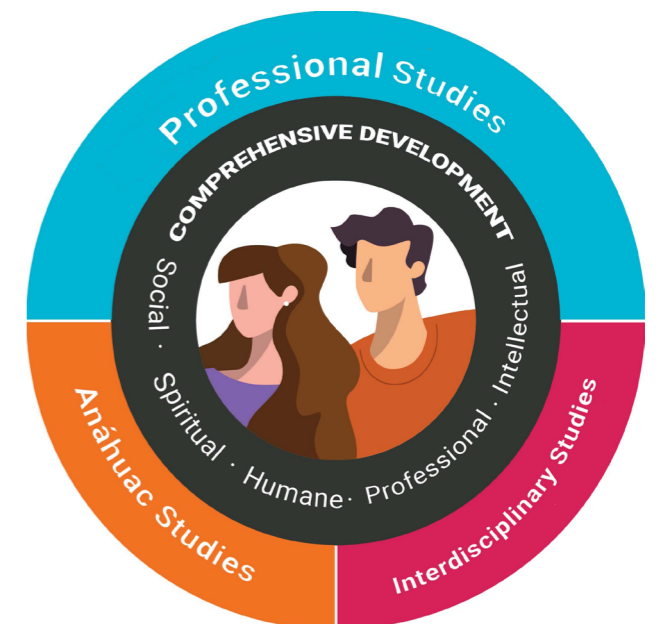 Professional Studies
COMPREHENSIVE DEVELOPMENT
Social · Spiritual · Humane · Professional · Intellectual
Anáhuac Studies
Interdisciplinary Studies